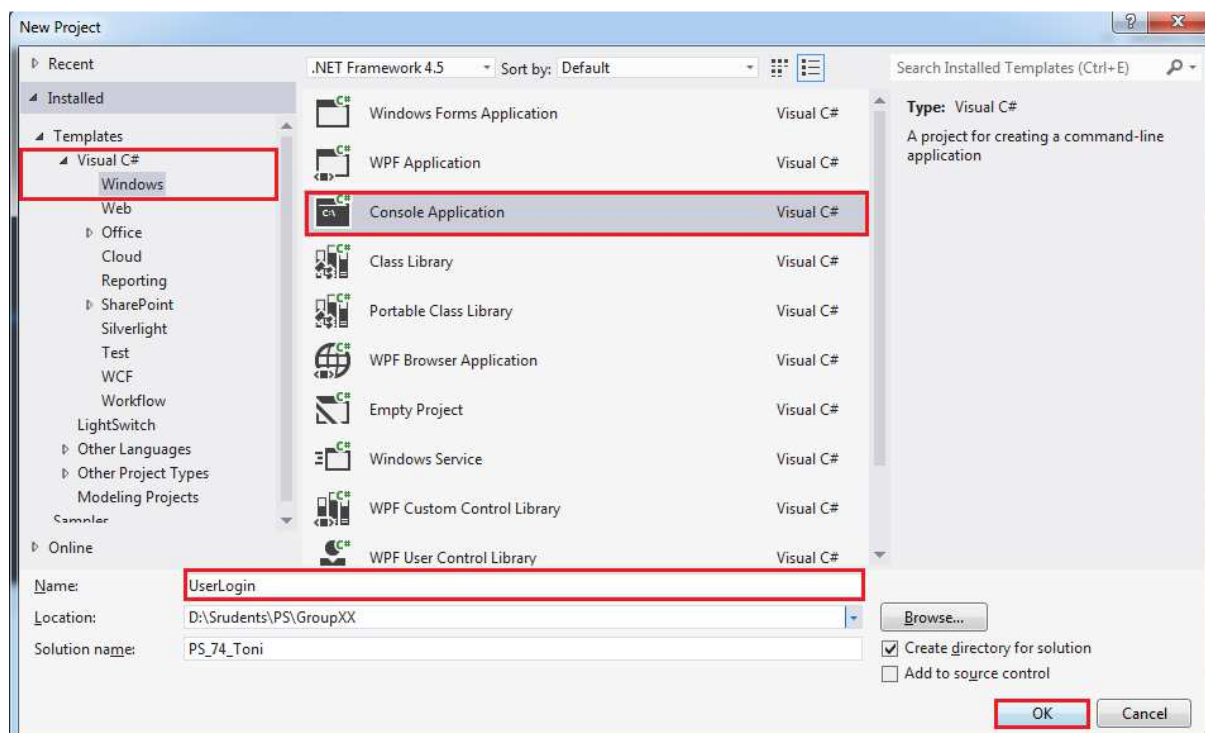 New Project
Recent
Installed
Templates
Visual C#
Windows
Web
Office
Cloud
Reporting
SharePoint
Silverlight
Test
WCF
Workflow
LightSwitch
Other Languages
Other Project Types
Modeling Projects
Online
.NET Framework 4.5
Sort by: Default
Search Installed Templates (Ctrl+E)
Windows Forms Application Visual C#
WPF Application Visual C#
Console Application Visual C#
Class Library Visual C#
Portable Class Library Visual C#
WPF Browser Application Visual C#
Empty Project Visual C#
Windows Service Visual C#
WPF Custom Control Library Visual C#
WPF User Control Library Visual C#
Type: Visual C#
A project for creating a command-line
application
Name: UserLogin
Location: D:\Srudents\PS\GroupXX
Browse...
Solution name: PS_74_Toni
Create directory for solution
Add to source control
OK Cancel